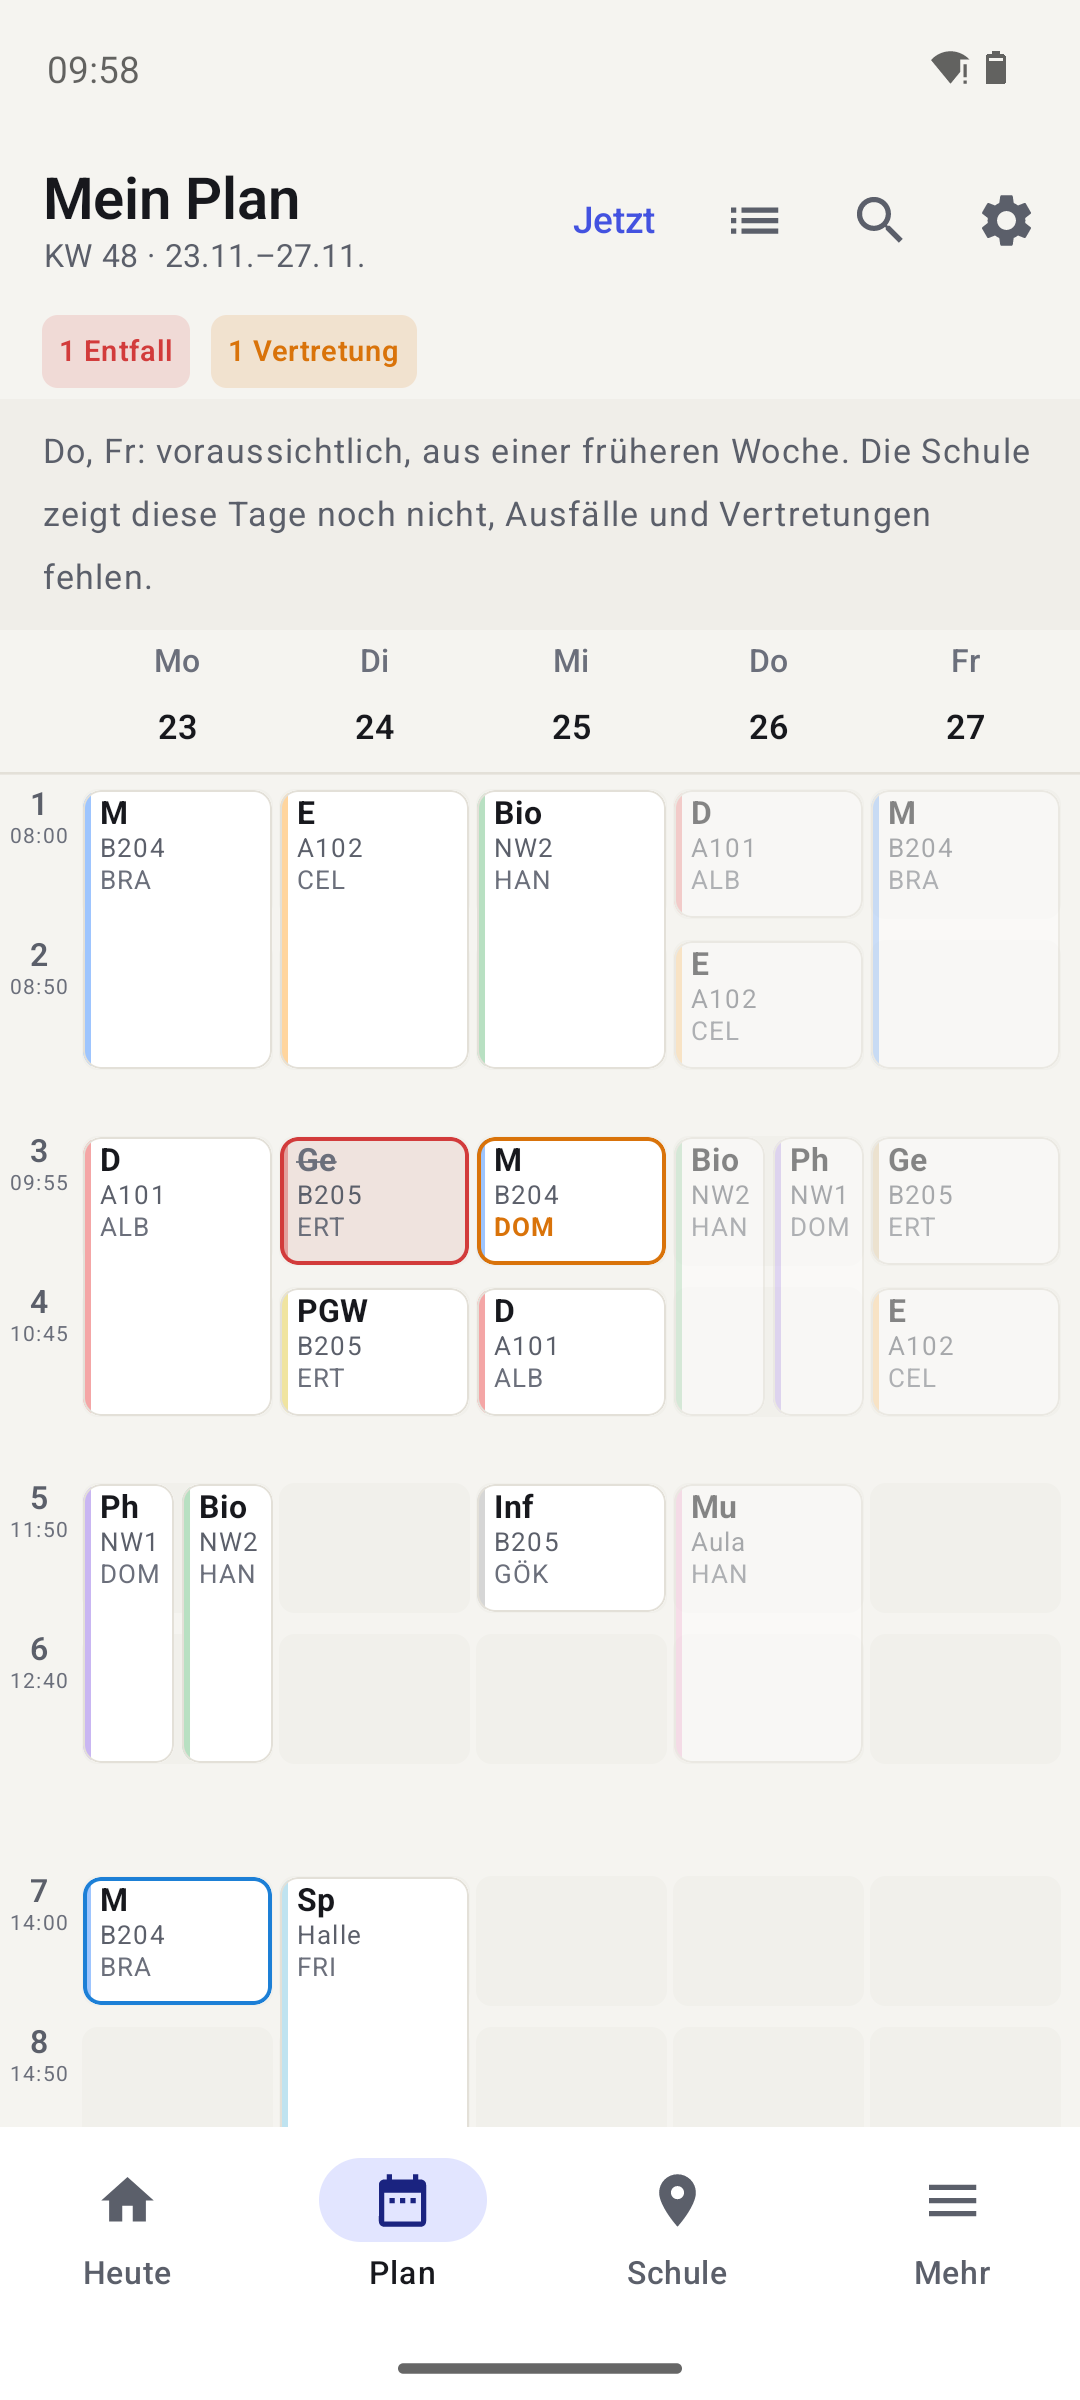 09:58
Mein Plan
KW 48 · 23.11.–27.11.
Jetzt
1 Entfall
1 Vertretung
Do, Fr: voraussichtlich, aus einer früheren Woche. Die Schule
zeigt diese Tage noch nicht, Ausfälle und Vertretungen
fehlen.
Mo Di Mi Do Fr
23 24 25 26 27
1
08:00
M
B204
BRA
E
A102
CEL
Bio
NW2
HAN
D
A101
ALB
M
B204
BRA
2
08:50
E
A102
CEL
3
09:55
D
A101
ALB
Ge
B205
ERT
M
B204
DOM
Bio
NW2
HAN
Ph
NW1
DOM
Ge
B205
ERT
4
10:45
PGW
B205
ERT
D
A101
ALB
E
A102
CEL
5
11:50
Ph
NW1
DOM
Bio
NW2
HAN
Inf
B205
GÖK
Mu
Aula
HAN
6
12:40
7
14:00
M
B204
BRA
Sp
Halle
FRI
8
14:50
Heute
Plan
Schule
Mehr